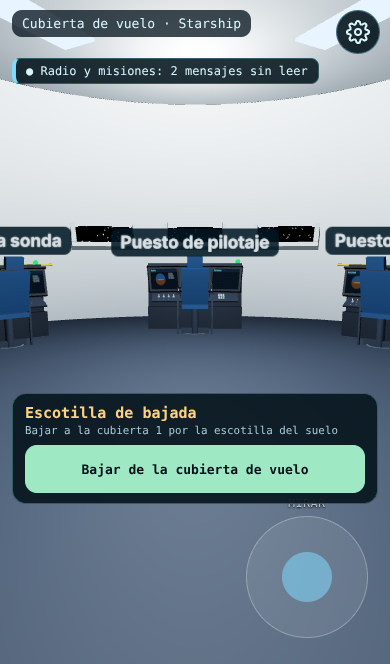 Cubierta de vuelo · Starship
● Radio y misiones: 2 mensajes sin leer
a sonda
Puesto de pilotaje
Puesto
Escotilla de bajada
Bajar a la cubierta 1 por la escotilla del suelo
Bajar de la cubierta de vuelo
MIRAR